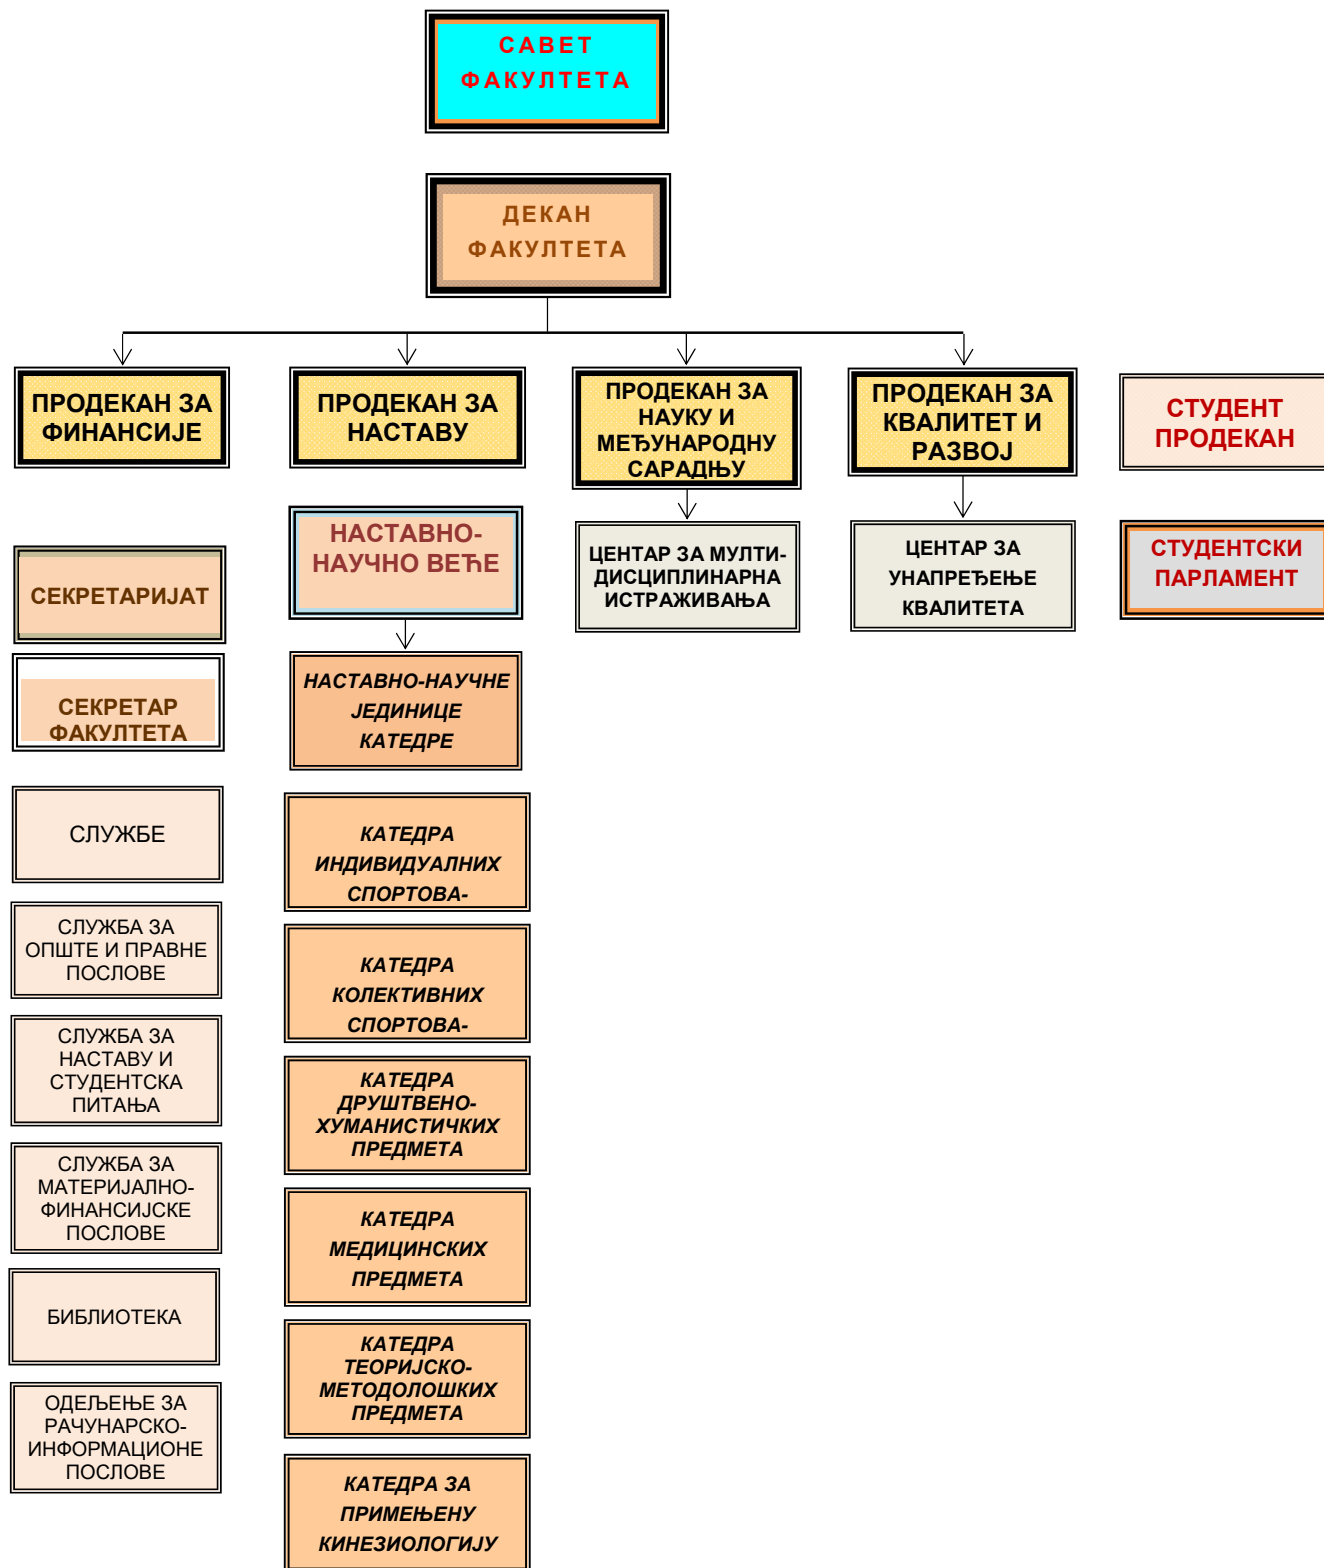 САВЕТ
ФАКУЛТЕТА
ДЕКАН
ФАКУЛТЕТА
ПРОДЕКАН ЗА
ФИНАНСИЈЕ
ПРОДЕКАН ЗА
НАСТАВУ
ПРОДЕКАН ЗА
НАУКУ И
МЕЂУНАРОДНУ
САРАДЊУ
ПРОДЕКАН ЗА
КВАЛИТЕТ И
РАЗВОЈ
СТУДЕНТ
ПРОДЕКАН
СЕКРЕТАРИЈАТ
НАСТАВНО-
НАУЧНО ВЕЋЕ
ЦЕНТАР ЗА МУЛТИ-
ДИСЦИПЛИНАРНА
ИСТРАЖИВАЊА
ЦЕНТАР ЗА
УНАПРЕЂЕЊЕ
КВАЛИТЕТА
СТУДЕНТСКИ
ПАРЛАМЕНТ
СЕКРЕТАР
ФАКУЛТЕТА
НАСТАВНО-НАУЧНЕ
ЈЕДИНИЦЕ
КАТЕДРЕ
СЛУЖБЕ
КАТЕДРА
ИНДИВИДУАЛНИХ
СПОРТОВА-
СЛУЖБА ЗА
ОПШТЕ И ПРАВНЕ
ПОСЛОВЕ
КАТЕДРА
КОЛЕКТИВНИХ
СПОРТОВА-
СЛУЖБА ЗА
НАСТАВУ И
СТУДЕНТСКА
ПИТАЊА
КАТЕДРА
ДРУШТВЕНО-
ХУМАНИСТИЧКИХ
ПРЕДМЕТА
СЛУЖБА ЗА
МАТЕРИЈАЛНО-
ФИНАНСИЈСКЕ
ПОСЛОВЕ
КАТЕДРА
МЕДИЦИНСКИХ
ПРЕДМЕТА
БИБЛИОТЕКА
КАТЕДРА
ТЕОРИЈСКО-
МЕТОДОЛОШКИХ
ПРЕДМЕТА
ОДЕЉЕЊЕ ЗА
РАЧУНАРСКО-
ИНФОРМАЦИОНЕ
ПОСЛОВЕ
КАТЕДРА ЗА
ПРИМЕЊЕНУ
КИНЕЗИОЛОГИЈУ